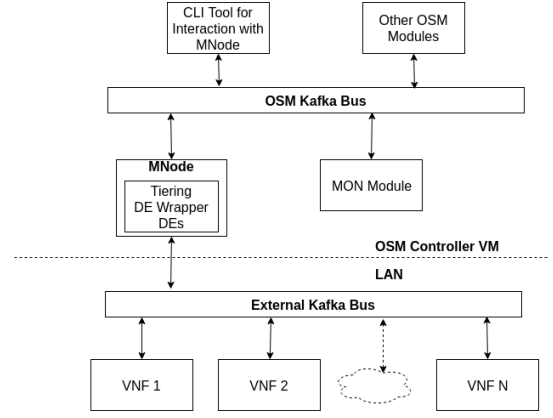 CLI Tool for
Interaction with
MNode
Other OSM
Modules
OSM Kafka Bus
MNode
Tiering
DE Wrapper
DEs
MON Module
OSM Controller VM
LAN
External Kafka Bus
VNF 1
VNF 2
VNF N